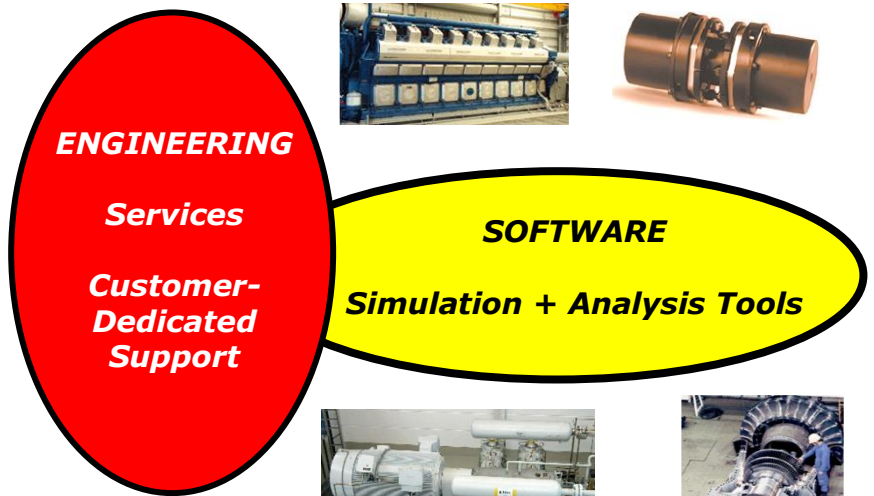 ENGINEERING
Services
Customer-
Dedicated
Support
SOFTWARE
Simulation + Analysis Tools